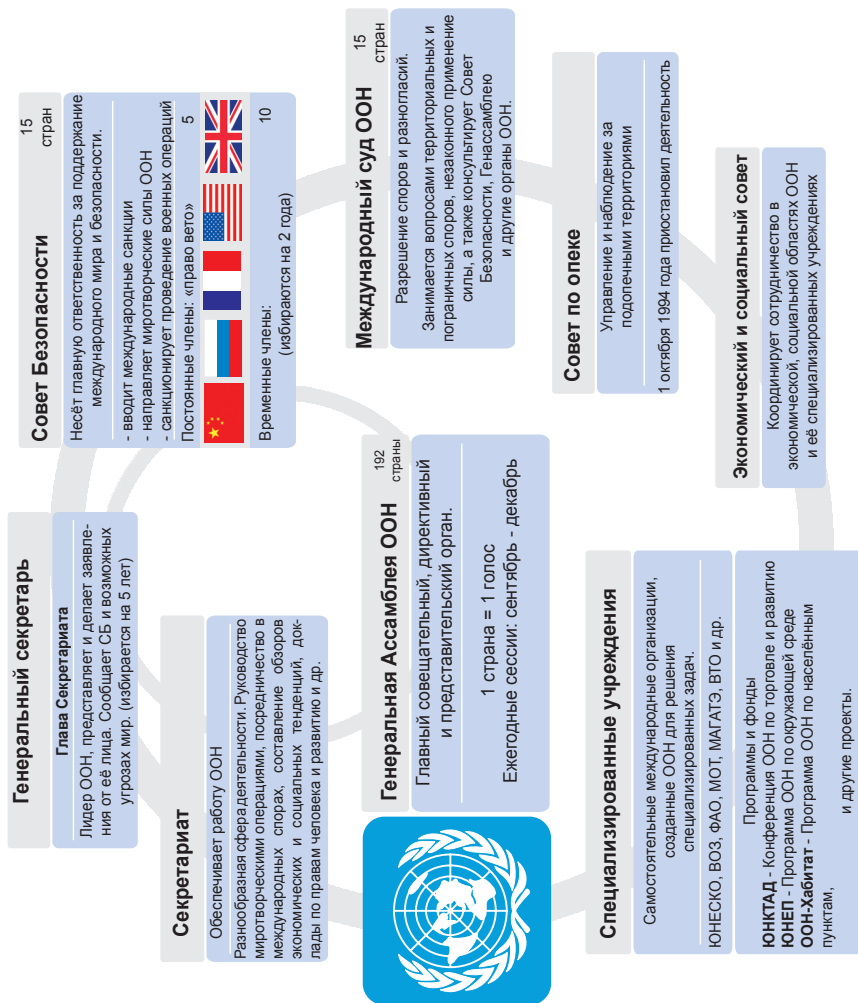 Генеральный секретарь
Глава Секретариата
Лидер ООН, представляет и делает заявле-
ния от её лица. Сообщает СБ и возможных
угрозах мир. (избирается на 5 лет)
Совет Безопасности
15
стран
Несёт главную ответственность за поддержание
международного мира и безопасности.
- вводит международные санкции
- направляет миротворческие силы ООН
- санкционирует проведение военных операций
Постоянные члены: «право вето» 5
Временные члены: 10
(избираются на 2 года)
Секретариат
Обеспечивает работу ООН
Разнообразная сфера деятельности. Руководство
миротворческими операциями, посредничество в
международных спорах, составление обзоров
экономических и социальных тенденций, док-
лады по правам человека и развитию и др.
Генеральная Ассамблея ООН
192
страны
Главный совещательный, директивный
и представительский орган.
1 страна = 1 голос
Ежегодные сессии: сентябрь - декабрь
Международный суд ООН
15
стран
Разрешение споров и разногласий.
Занимается вопросами территориальных и
пограничных споров, незаконного применение
силы, а также консультирует Совет
Безопасности, Генассамблею
и другие органы ООН.
Совет по опеке
Управление и наблюдение за
подопечными территориями
1 октября 1994 года приостановил деятельность
Специализированные учреждения
Самостоятельные международные организации,
созданные ООН для решения
специализированных задач.
ЮНЕСКО, ВОЗ, ФАО, МОТ, МАГАТЭ, ВТО и др.
Программы и фонды
ЮНКТАД - Конференция ООН по торговле и развитию
ЮНЕП - Программа ООН по окружающей среде
ООН-Хабитат - Программа ООН по населённым
пунктам,
и другие проекты.
Экономический и социальный совет
Координирует сотрудничество в
экономической, социальной областях ООН
и её специализированных учреждениях